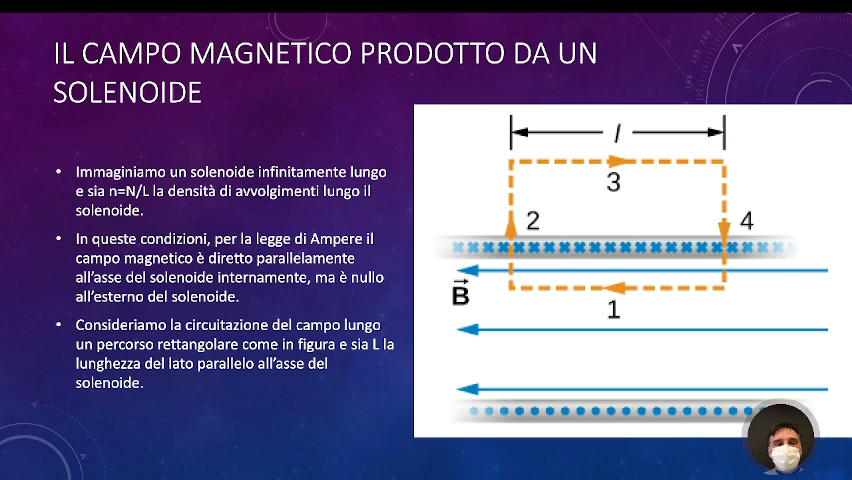 IL CAMPO MAGNETICO PRODOTTO DA UN
SOLENOIDE
• Immaginiamo un solenoide infinitamente lungo
e sia n=N/L la densità di avvolgimenti lungo il
solenoide.
• In queste condizioni, per la legge di Ampere il
campo magnetico è diretto parallelamente
all'asse del solenoide internamente, ma è nullo
all'esterno del solenoide.
• Consideriamo la circuitazione del campo lungo
un percorso rettangolare come in figura e sia L la
lunghezza del lato parallelo all'asse del
solenoide.
l
3
2
4
B
1